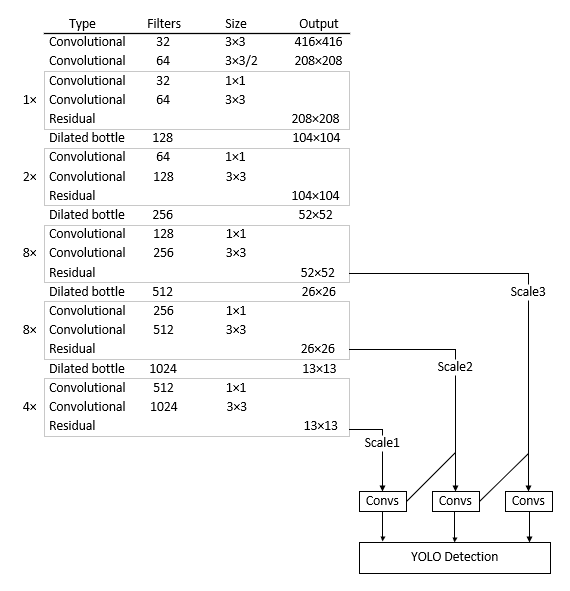 Type Filters Size Output
Convolutional 32 3×3 416×416
Convolutional 64 3×3/2 208×208
Convolutional 32 1×1
1× Convolutional 64 3×3
Residual 208×208
Dilated bottle 128 104×104
Convolutional 64 1×1
2× Convolutional 128 3×3
Residual 104×104
Dilated bottle 256 52×52
Convolutional 128 1×1
8× Convolutional 256 3×3
Residual 52×52
Dilated bottle 512 26×26
Scale3
Convolutional 256 1×1
8× Convolutional 512 3×3
Residual 26×26
Dilated bottle 1024 13×13
Scale2
Convolutional 512 1×1
4× Convolutional 1024 3×3
Residual 13×13
Scale1
Convs Convs Convs
YOLO Detection